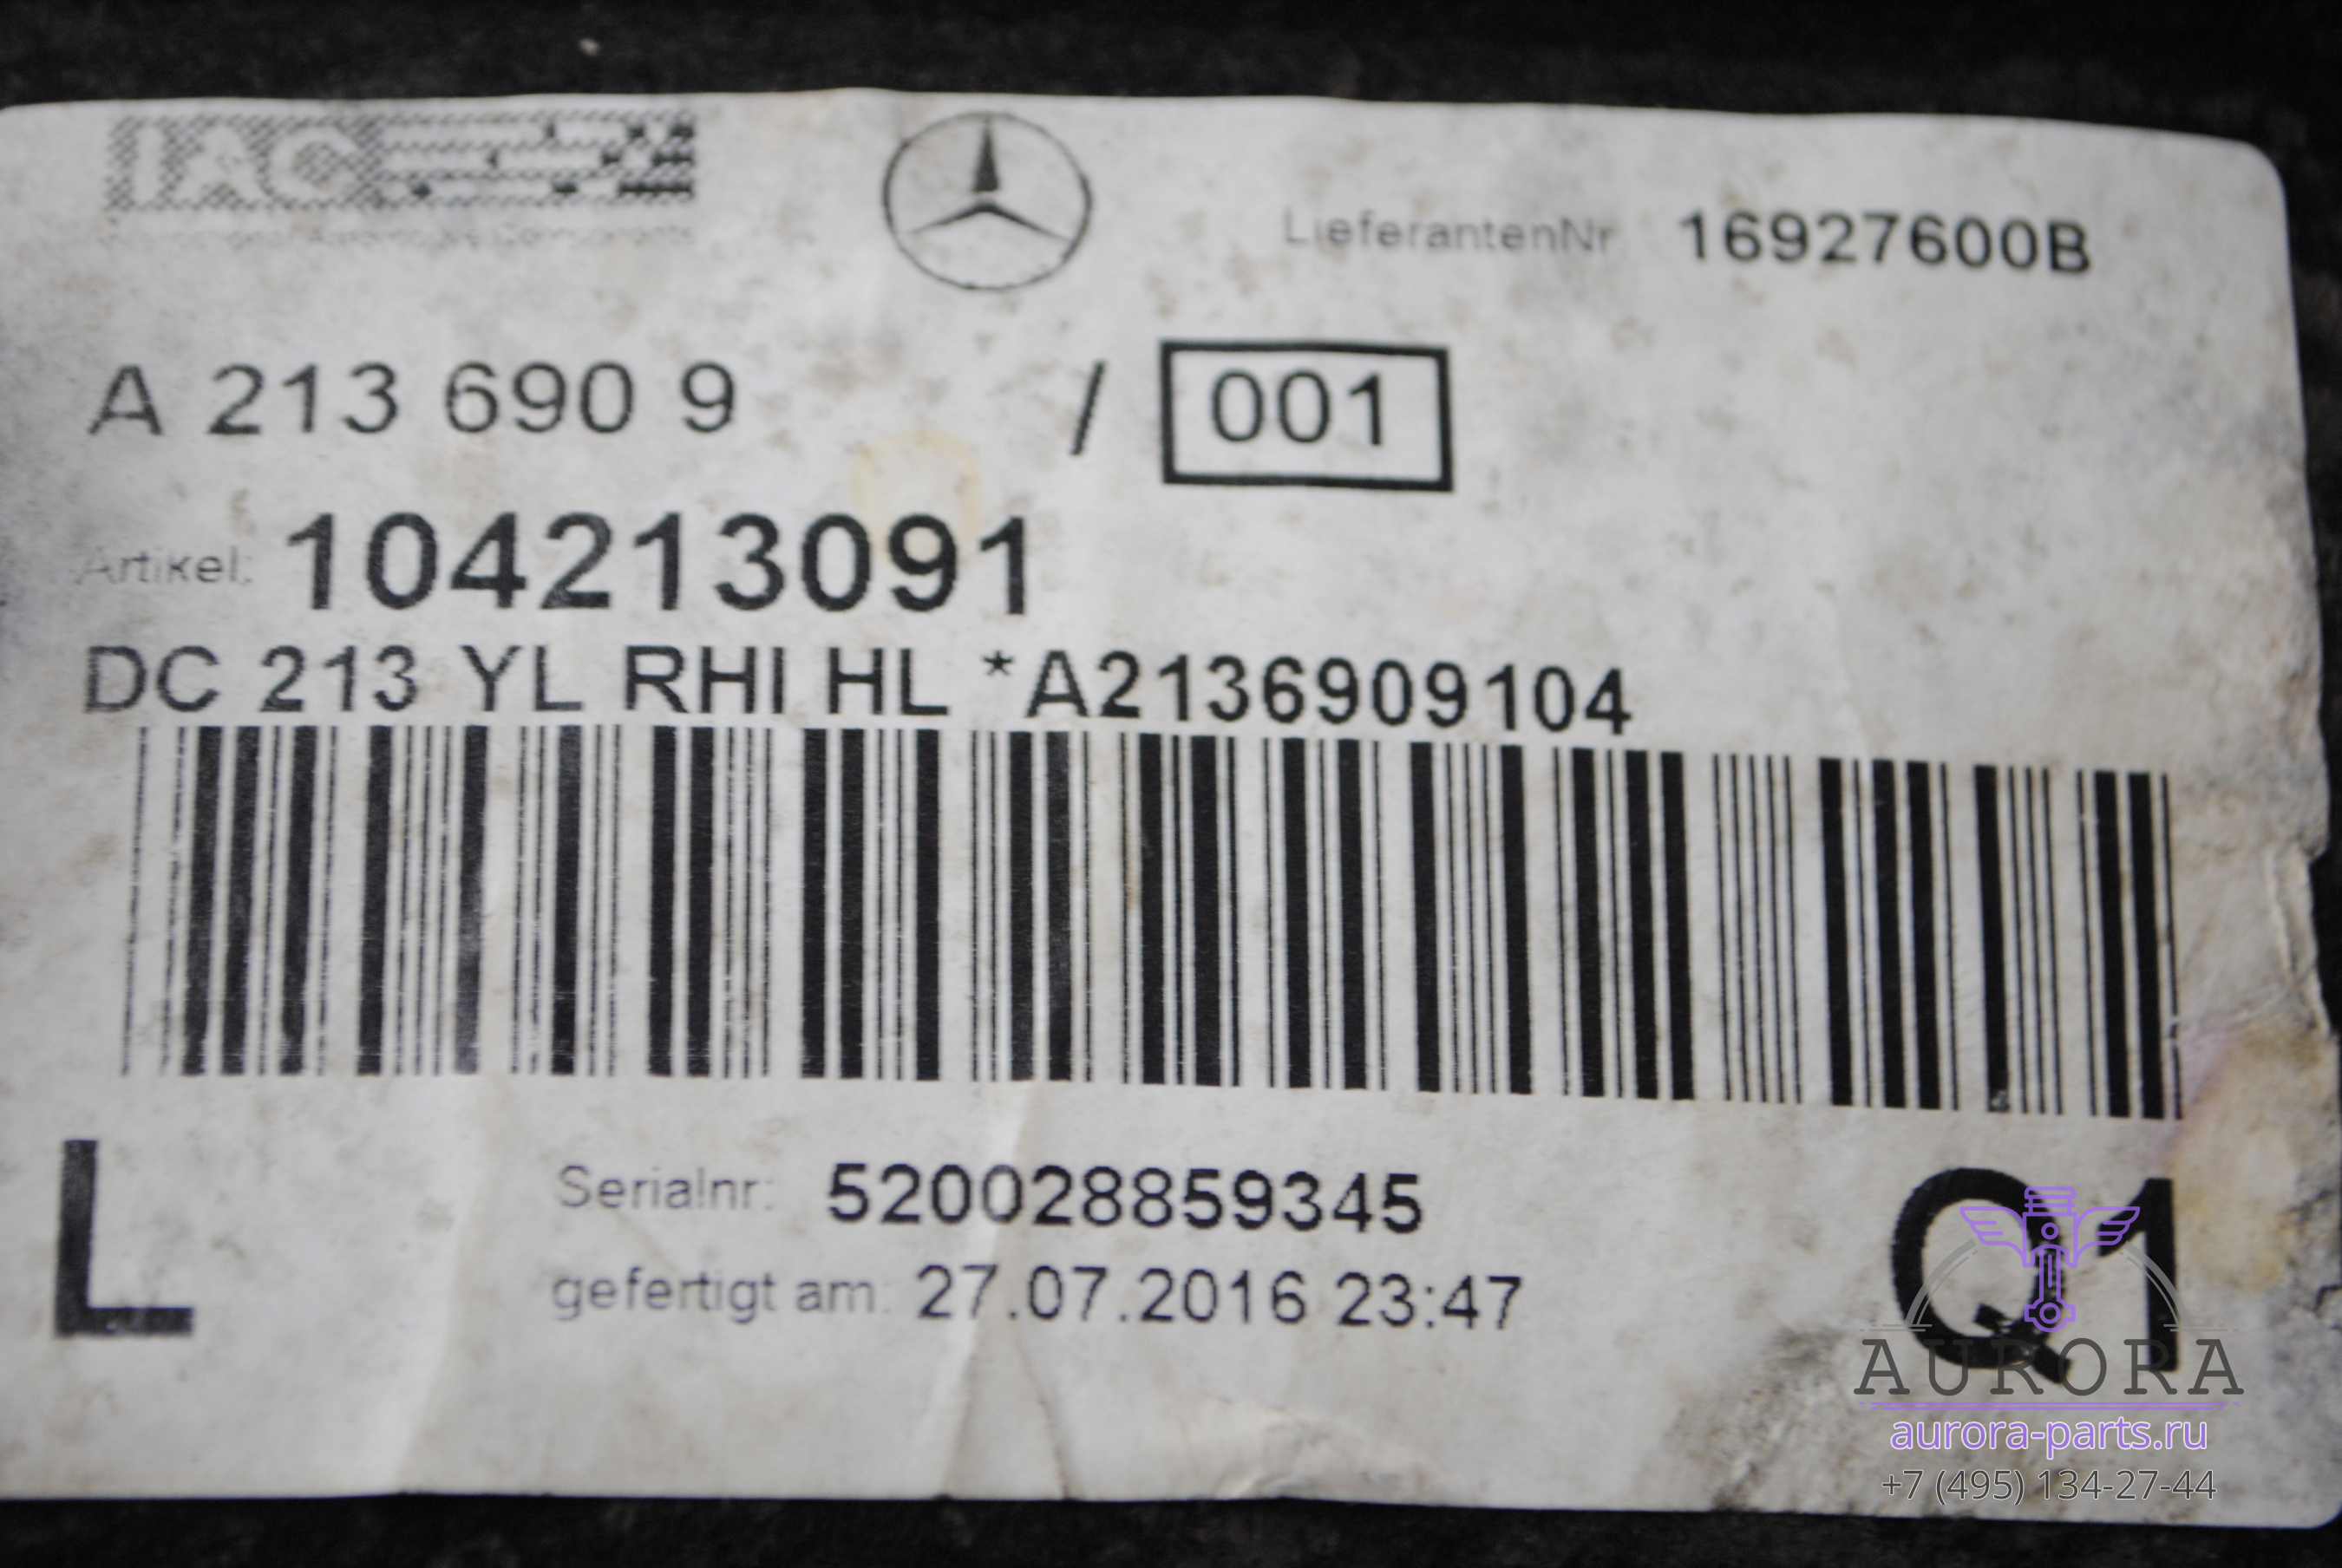 IAC
LieferantenNr 16927600B
A 213 690 9 / 001
Artikel: 104213091
DC 213 YL RHI HL *A2136909104
L
Serialnr: 520028859345
Q1
gefertigt am: 27.07.2016 23:47
AURORA
aurora-parts.ru
+7 (495) 134-27-44